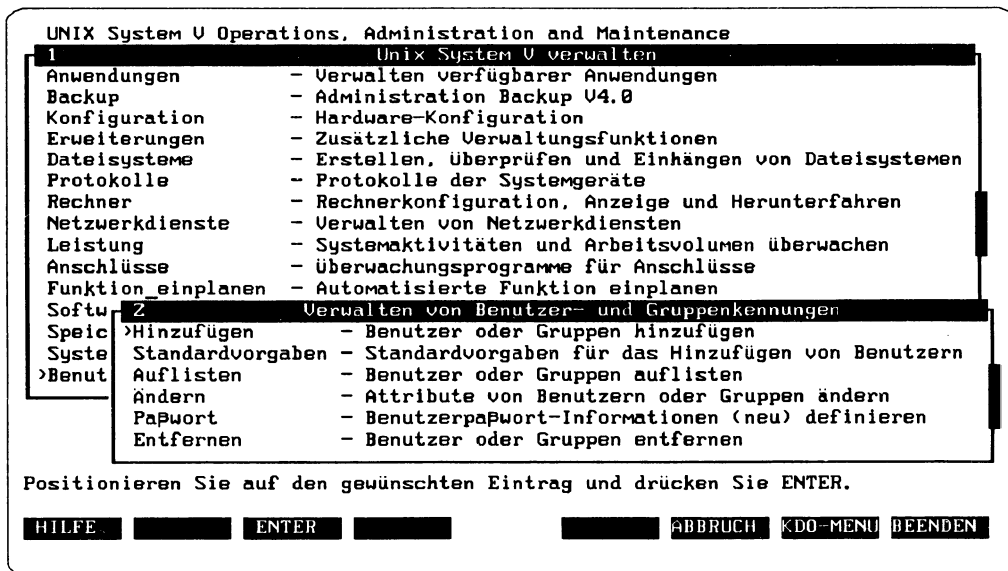 UNIX System V Operations, Administration and Maintenance
1 Unix System V verwalten
Anwendungen – Verwalten verfügbarer Anwendungen
Backup – Administration Backup V4.0
Konfiguration – Hardware-Konfiguration
Erweiterungen – Zusätzliche Verwaltungsfunktionen
Dateisysteme – Erstellen, überprüfen und Einhängen von Dateisystemen
Protokolle – Protokolle der Systemgeräte
Rechner – Rechnerkonfiguration, Anzeige und Herunterfahren
Netzwerkdienste – Verwalten von Netzwerkdiensten
Leistung – Systemaktivitäten und Arbeitsvolumen überwachen
Anschlüsse – überwachungsprogramme für Anschlüsse
Funktion_einplanen – Automatisierte Funktion einplanen
Softw 2 Verwalten von Benutzer- und Gruppenkennungen
Speic >Hinzufügen – Benutzer oder Gruppen hinzufügen
Syste Standardvorgaben – Standardvorgaben für das Hinzufügen von Benutzern
>Benut Auflisten – Benutzer oder Gruppen auflisten
Ändern – Attribute von Benutzern oder Gruppen ändern
Paßwort – Benutzerpaßwort-Informationen (neu) definieren
Entfernen – Benutzer oder Gruppen entfernen
Positionieren Sie auf den gewünschten Eintrag und drücken Sie ENTER.
HILFE ENTER ABBRUCH KDO-MENU BEENDEN